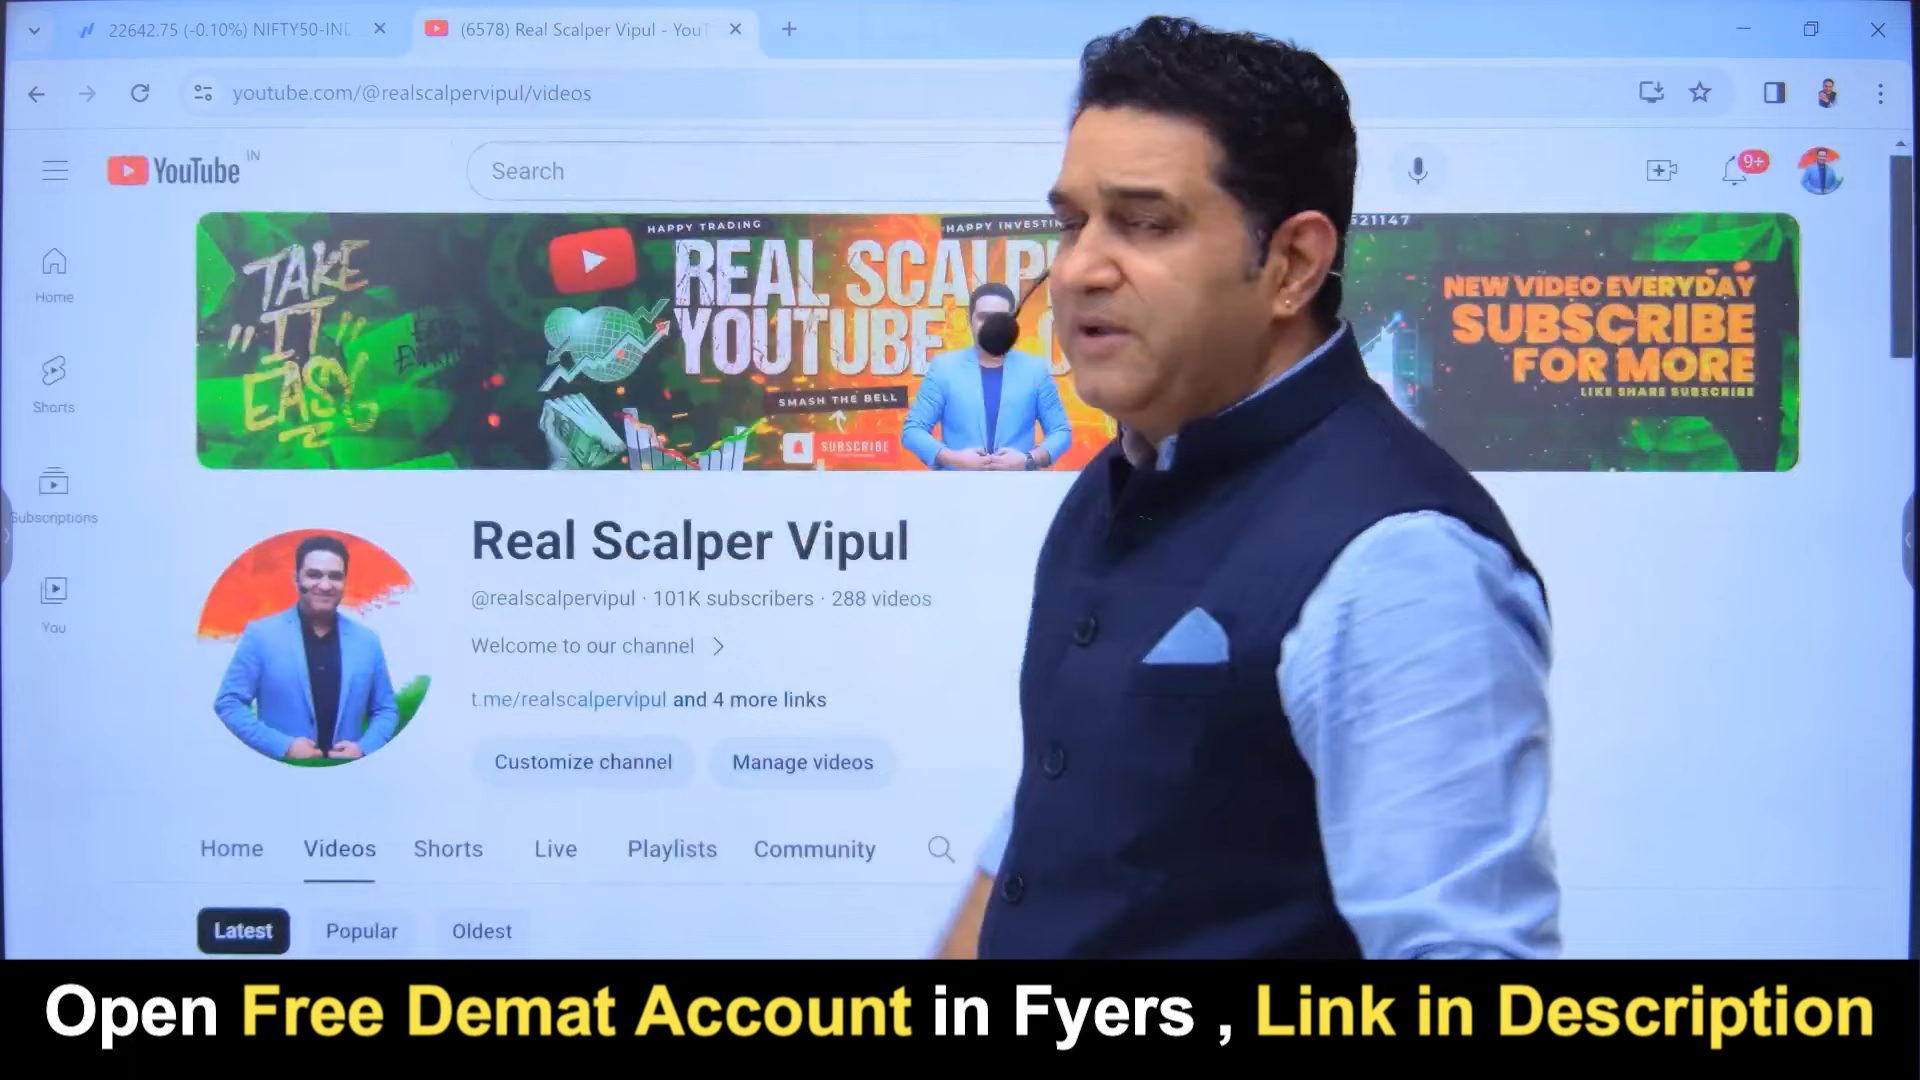 22642.75 (-0.10%) NIFTY50-IND
(6578) Real Scalper Vipul - You
youtube.com/@realscalpervipul/videos
YouTube IN
Search
9+
HAPPY TRADING
HAPPY INVESTIN
521147
TAKE
"IT"
EASY
REAL SCALP
YOUTUBE
SMASH THE BELL
SUBSCRIBE
NEW VIDEO EVERYDAY
SUBSCRIBE
FOR MORE
LIKE SHARE SUBSCRIBE
Home
Shorts
Subscriptions
You
Real Scalper Vipul
@realscalpervipul · 101K subscribers · 288 videos
Welcome to our channel
t.me/realscalpervipul and 4 more links
Customize channel
Manage videos
Home Videos Shorts Live Playlists Community
Latest Popular Oldest
Open Free Demat Account in Fyers , Link in Description